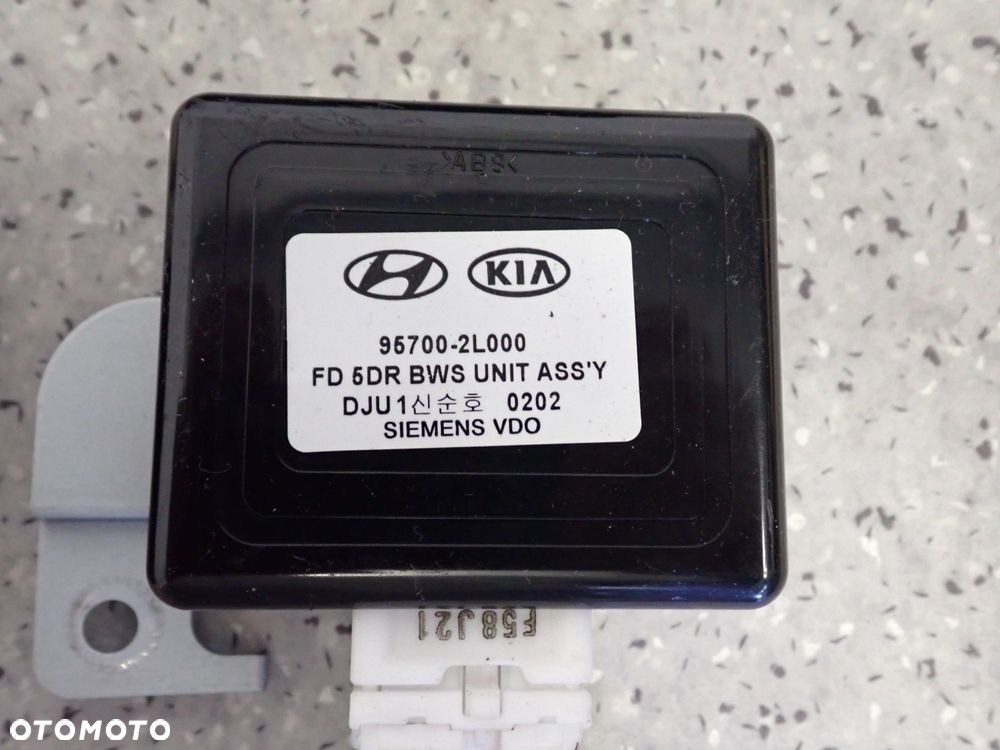 >ABS<
KIA
95700-2L000
FD 5DR BWS UNIT ASS'Y
DJU1신순호 0202
SIEMENS VDO
F58J21
OTOMOTO